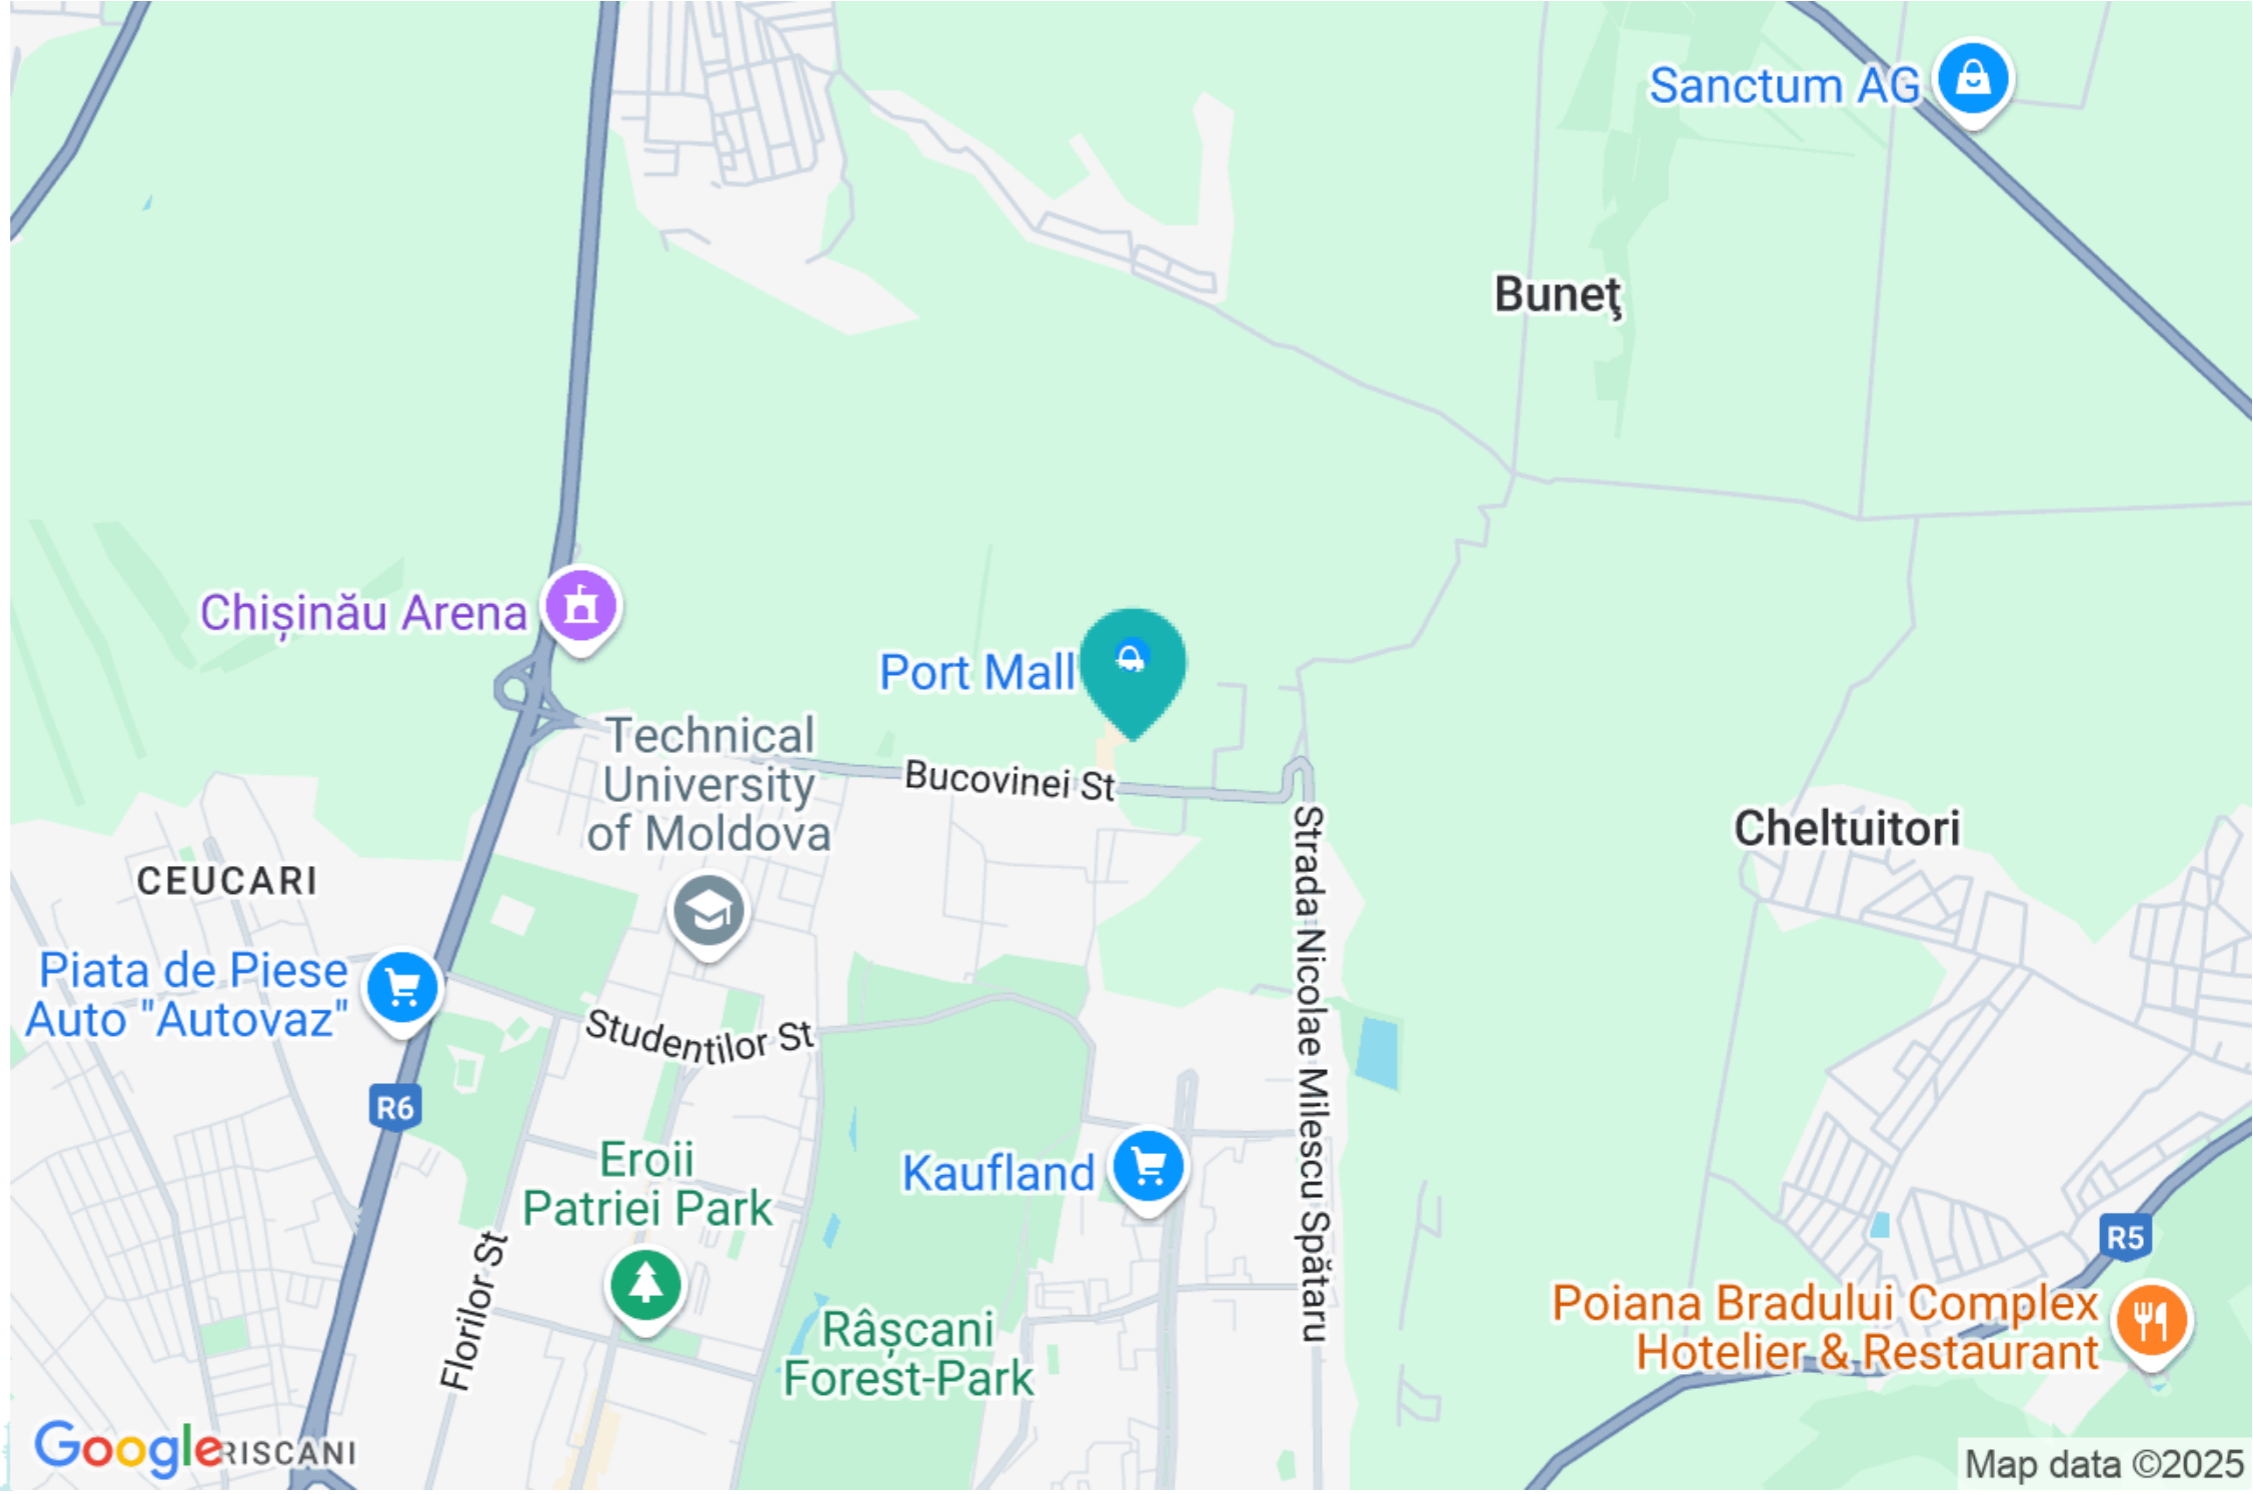 Sanctum AG
Buneţ
Chișinău Arena
Port Mall
Technical
University
of Moldova
Bucovinei St
Strada Nicolae Milescu Spătaru
Cheltuitori
CEUCARI
Piata de Piese
Auto "Autovaz"
Studentilor St
R6
Eroii
Patriei Park
Kaufland
Florilor St
R5
Râșcani
Forest-Park
Poiana Bradului Complex
Hotelier & Restaurant
Google
RISCANI
Map data ©2025